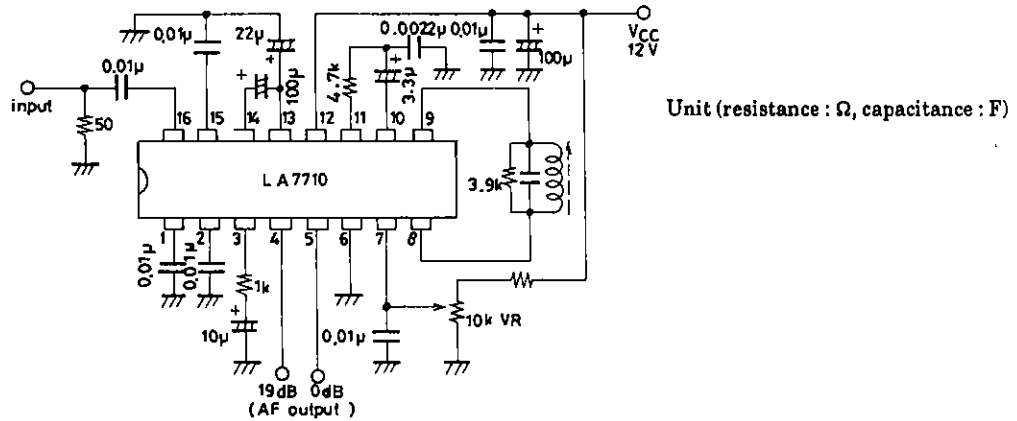 0.01μ
22μ
100μ
4.7k
3.3μ
0.0022μ
0.01μ
100μ
VCC
12V
input
0.01μ
50
16 15 14 13 12 11 10 9
LA7710
3.9k
Unit (resistance : Ω, capacitance : F)
1 2 3 4 5 6 7 8
0.01μ
0.01μ
1k
10μ
0.01μ
10k VR
19dB 0dB
(AF output)